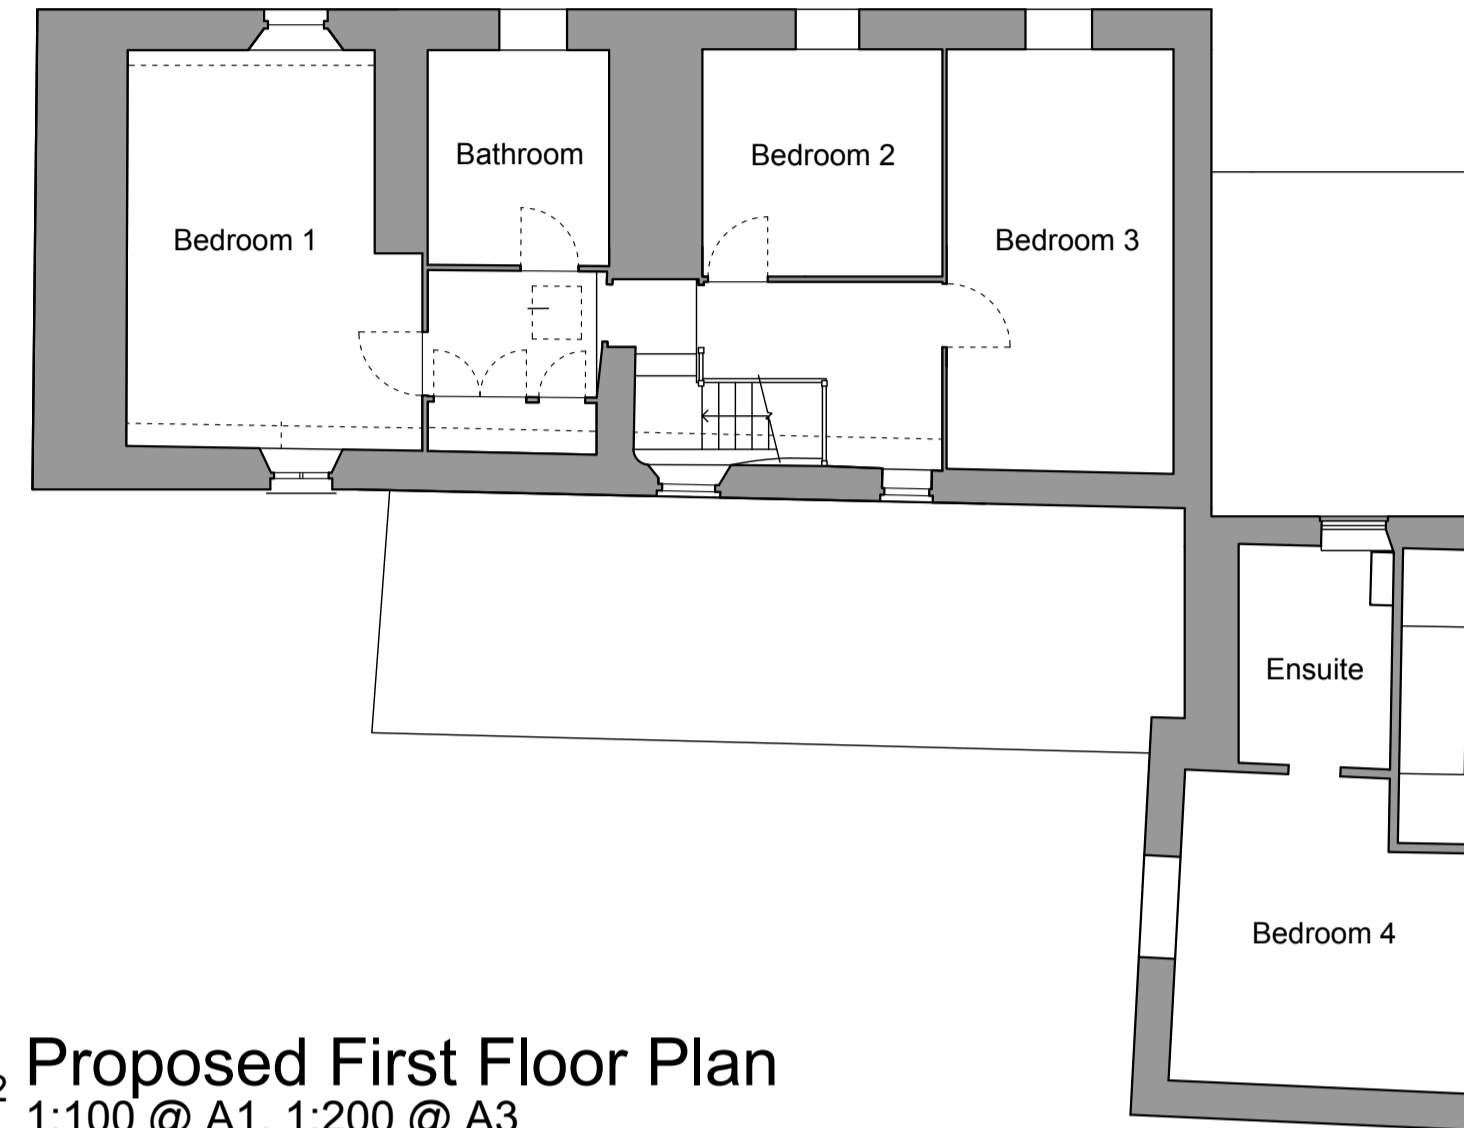 Bathroom
Bedroom 2
Bedroom 1
Bedroom 3
Ensuite
Bedroom 4
2 Proposed First Floor Plan
1:100 @ A1, 1:200 @ A3